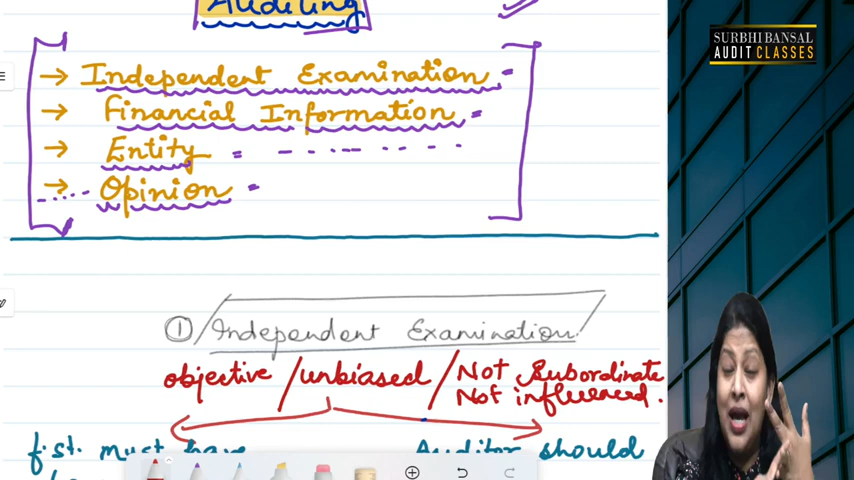 Auditing
SURBHI BANSAL
AUDIT CLASSES
→ Independent Examination =
→ Financial Information =
→ Entity =
→ Opinion =
① Independent Examination
objective / unbiased / Not Subordinate
Not influenced.
f.st. must have
Auditor should